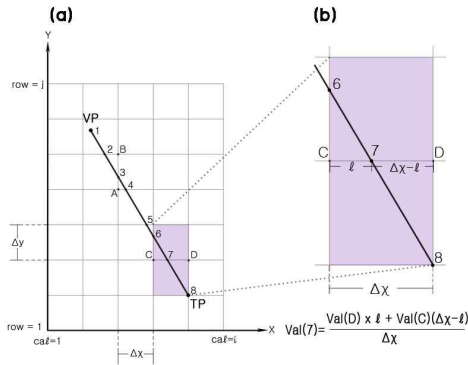 (a)
Y
row = j
VP
1
2
B
3
A
4
5
6
Δy
C
7
D
8
TP
row = 1
X
caℓ=1
caℓ=i
Δχ
(b)
6
C
7
D
ℓ
Δχ-ℓ
8
Δχ
Val(7)= Val(D) x ℓ + Val(C)(Δχ-ℓ)
Δχ